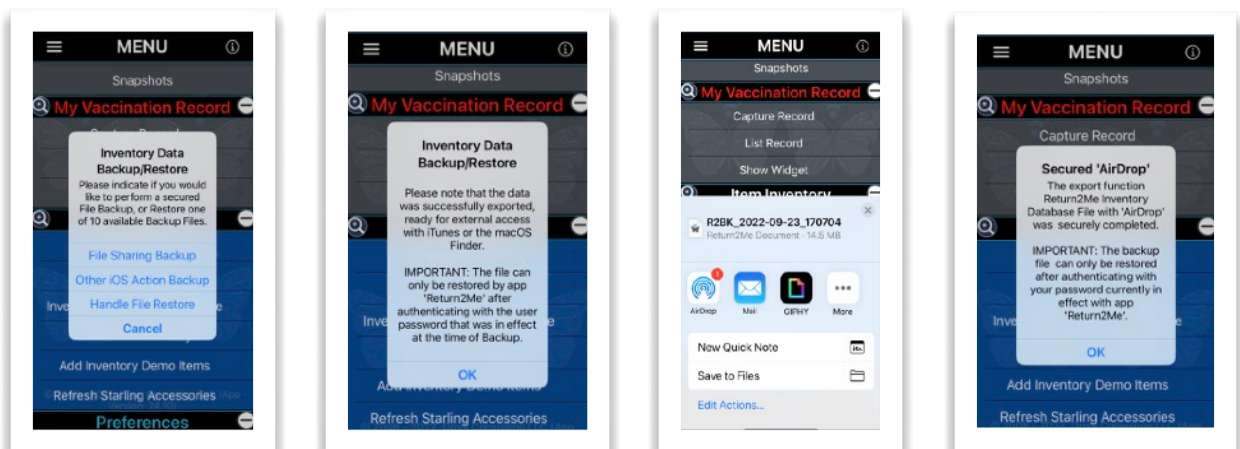 MENU
Snapshots
My Vaccination Record
Inventory Data
Backup/Restore
Please indicate if you would
like to perform a secured
File Backup, or Restore one
of 10 available Backup Files.
File Sharing Backup
Other iOS Action Backup
Inve
Handle File Restore
e
Cancel
Add Inventory Demo Items
Refresh Starling Accessories
Preferences
MENU
Snapshots
My Vaccination Record
Inventory Data
Backup/Restore
Please note that the data
was successfully exported,
ready for external access
with iTunes or the macOS
Finder.
IMPORTANT: The file can
only be restored by app
'Return2Me' after
authenticating with the user
password that was in effect
at the time of Backup.
Inve
e
OK
Add Inventory Demo Items
Refresh Starling Accessories
MENU
Snapshots
My Vaccination Record
Capture Record
List Record
Show Widget
Item Inventory
R2BK_2022-09-23_170704
Return2Me Document · 14.5 MB
1
AirDrop
Mail
GIPHY
More
New Quick Note
Save to Files
Edit Actions...
MENU
Snapshots
My Vaccination Record
Capture Record
Secured 'AirDrop'
The export function
Return2Me Inventory
Database File with 'AirDrop'
was securely completed.
IMPORTANT: The backup
file can only be restored
after authenticating with
your password currently in
effect with app
'Return2Me'.
Inve
e
OK
Add Inventory Demo Items
Refresh Starling Accessories